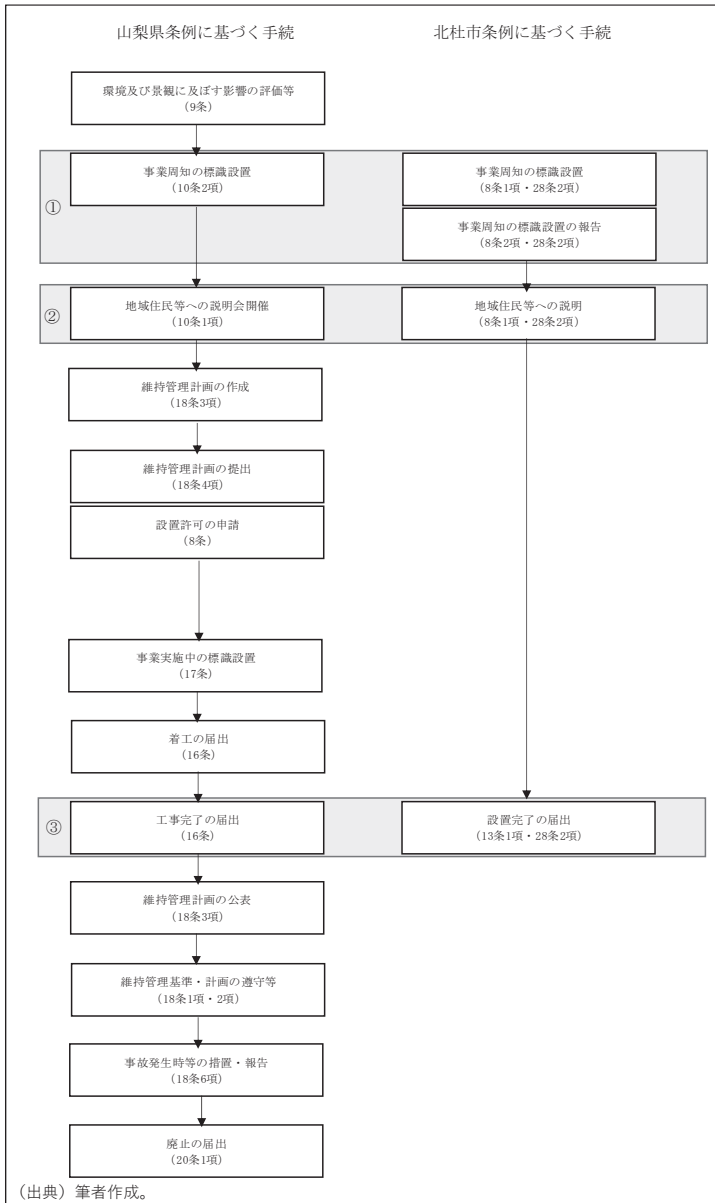 山梨県条例に基づく手続
北杜市条例に基づく手続
環境及び景観に及ぼす影響の評価等
(9条)
①
事業周知の標識設置
(10条2項)
事業周知の標識設置
(8条1項・28条2項)
事業周知の標識設置の報告
(8条2項・28条2項)
②
地域住民等への説明会開催
(10条1項)
地域住民等への説明
(8条1項・28条2項)
維持管理計画の作成
(18条3項)
維持管理計画の提出
(18条4項)
設置許可の申請
(8条)
事業実施中の標識設置
(17条)
着工の届出
(16条)
③
工事完了の届出
(16条)
設置完了の届出
(13条1項・28条2項)
維持管理計画の公表
(18条3項)
維持管理基準・計画の遵守等
(18条1項・2項)
事故発生時等の措置・報告
(18条6項)
廃止の届出
(20条1項)
(出典)筆者作成。